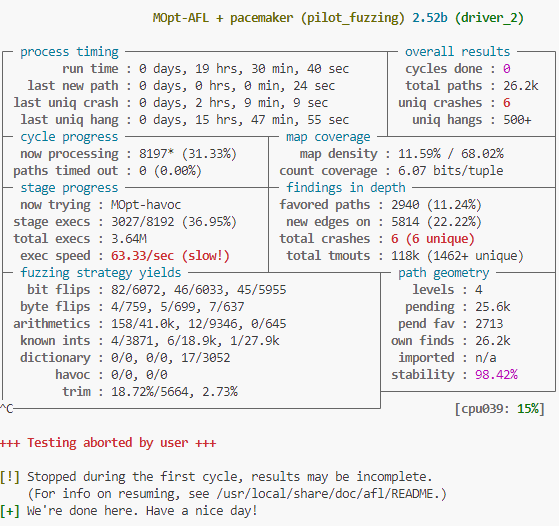 MOpt-AFL + pacemaker (pilot_fuzzing) 2.52b (driver_2)
process timing
run time : 0 days, 19 hrs, 30 min, 40 sec
last new path : 0 days, 0 hrs, 0 min, 24 sec
last uniq crash : 0 days, 2 hrs, 9 min, 9 sec
last uniq hang : 0 days, 15 hrs, 47 min, 55 sec
overall results
cycles done : 0
total paths : 26.2k
uniq crashes : 6
uniq hangs : 500+
cycle progress
now processing : 8197* (31.33%)
paths timed out : 0 (0.00%)
map coverage
map density : 11.59% / 68.02%
count coverage : 6.07 bits/tuple
stage progress
now trying : MOpt-havoc
stage execs : 3027/8192 (36.95%)
total execs : 3.64M
exec speed : 63.33/sec (slow!)
findings in depth
favored paths : 2940 (11.24%)
new edges on : 5814 (22.22%)
total crashes : 6 (6 unique)
total tmouts : 118k (1462+ unique)
fuzzing strategy yields
bit flips : 82/6072, 46/6033, 45/5955
byte flips : 4/759, 5/699, 7/637
arithmetics : 158/41.0k, 12/9346, 0/645
known ints : 4/3871, 6/18.9k, 1/27.9k
dictionary : 0/0, 0/0, 17/3052
havoc : 0/0, 0/0
trim : 18.72%/5664, 2.73%
path geometry
levels : 4
pending : 25.6k
pend fav : 2713
own finds : 26.2k
imported : n/a
stability : 98.42%
^C
[cpu039: 15%]
+++ Testing aborted by user +++
[!] Stopped during the first cycle, results may be incomplete.
(For info on resuming, see /usr/local/share/doc/afl/README.)
[+] We're done here. Have a nice day!